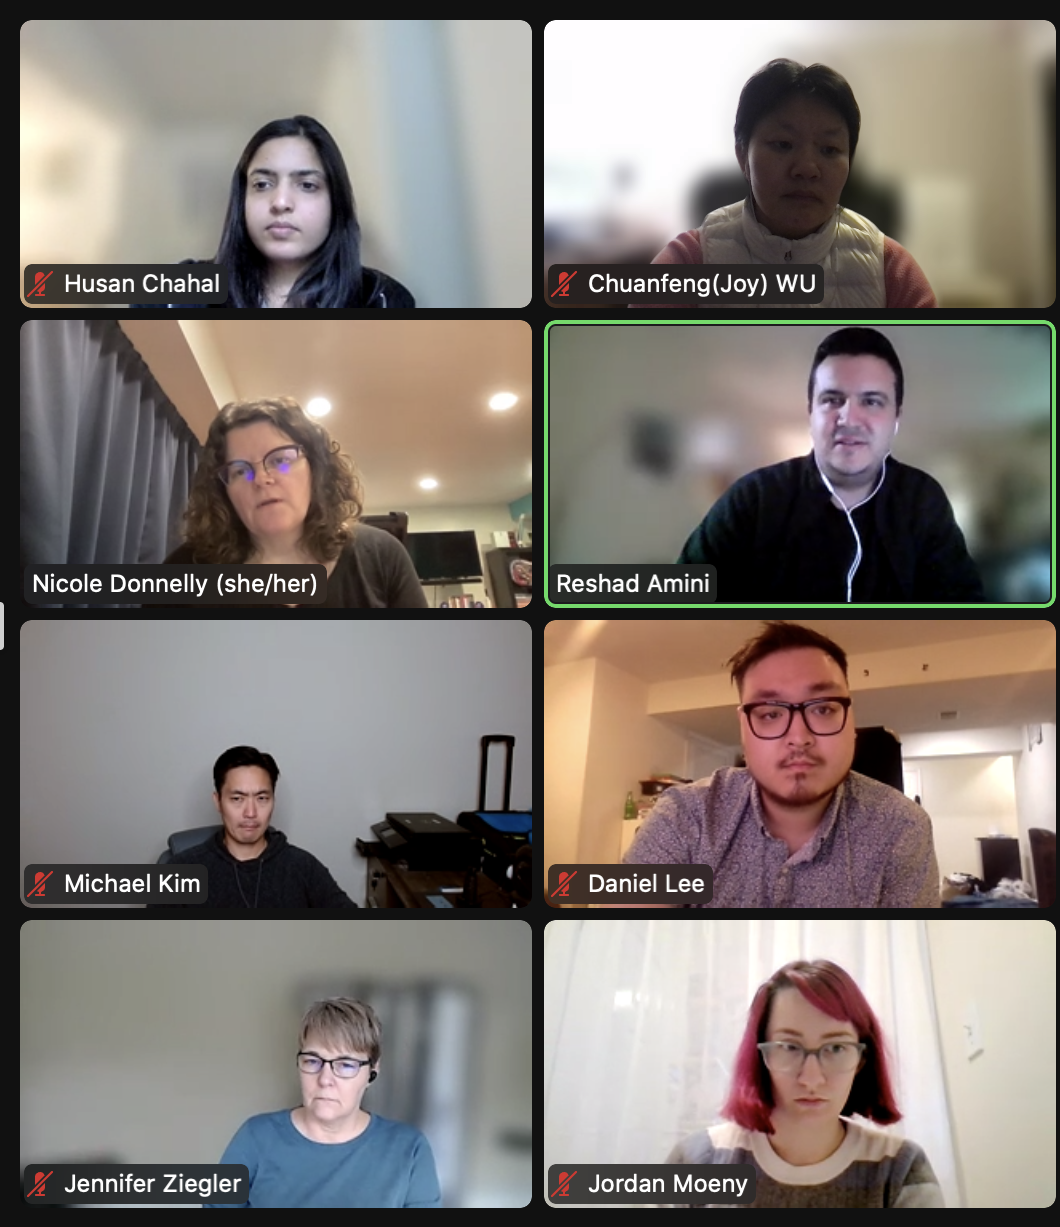 Husan Chahal
Chuanfeng(Joy) WU
Nicole Donnelly (she/her)
Reshad Amini
Michael Kim
Daniel Lee
Jennifer Ziegler
Jordan Moeny